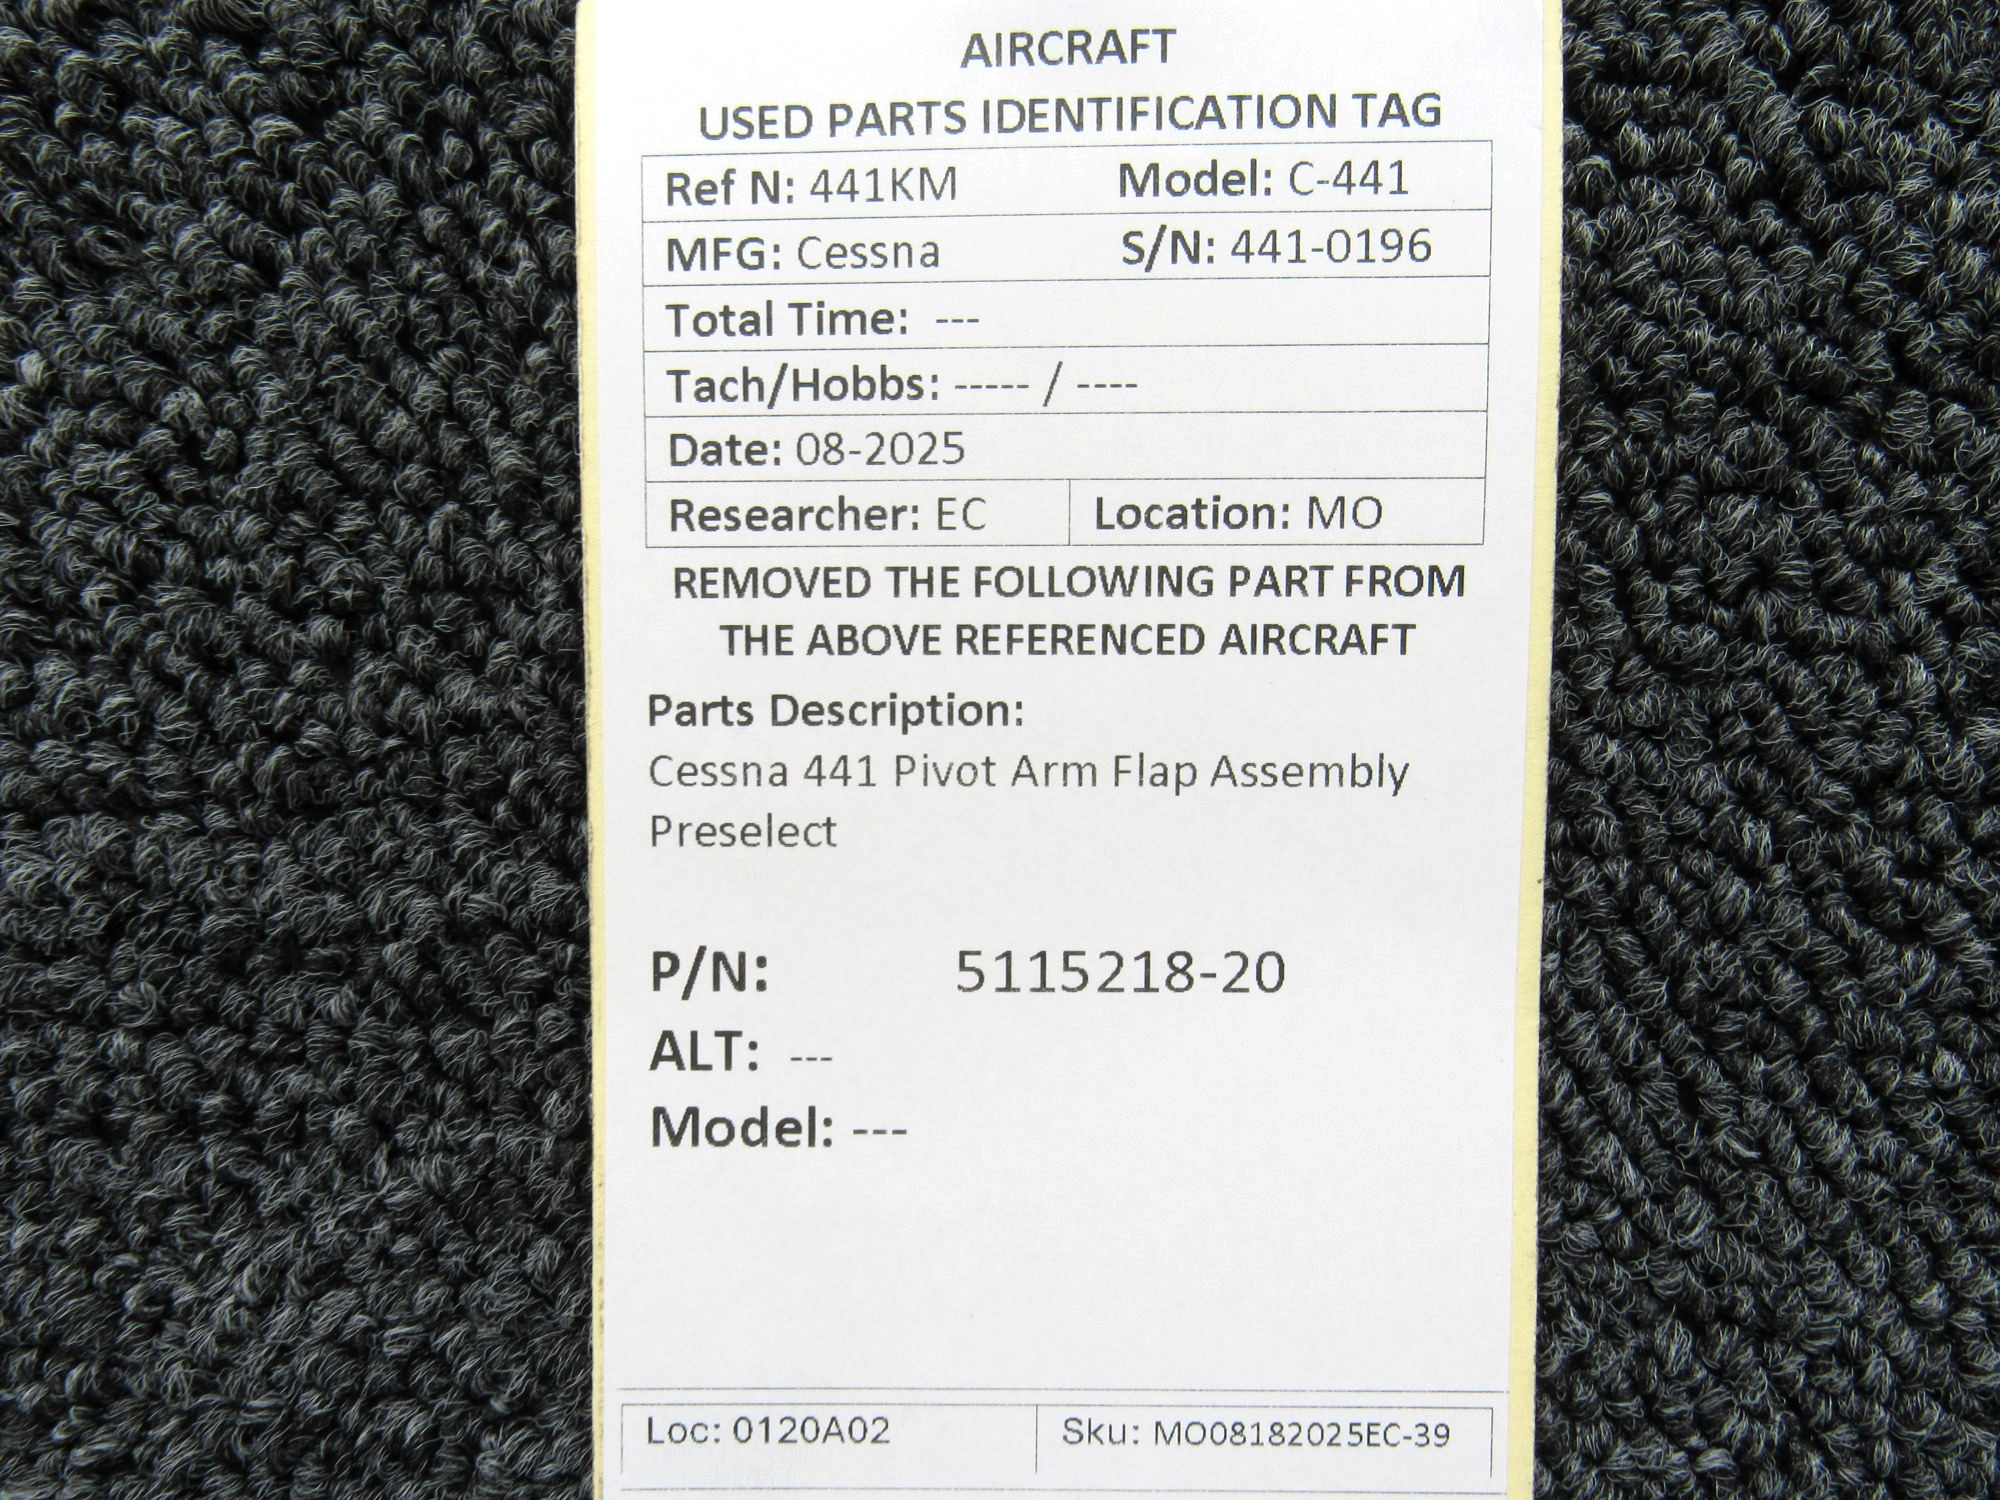 AIRCRAFT
USED PARTS IDENTIFICATION TAG
Ref N: 441KM Model: C-441
MFG: Cessna S/N: 441-0196
Total Time: ---
Tach/Hobbs: ----- / ----
Date: 08-2025
Researcher: EC Location: MO
REMOVED THE FOLLOWING PART FROM
THE ABOVE REFERENCED AIRCRAFT
Parts Description:
Cessna 441 Pivot Arm Flap Assembly
Preselect
P/N: 5115218-20
ALT: ---
Model: ---
Loc: 0120A02 Sku: MO08182025EC-39